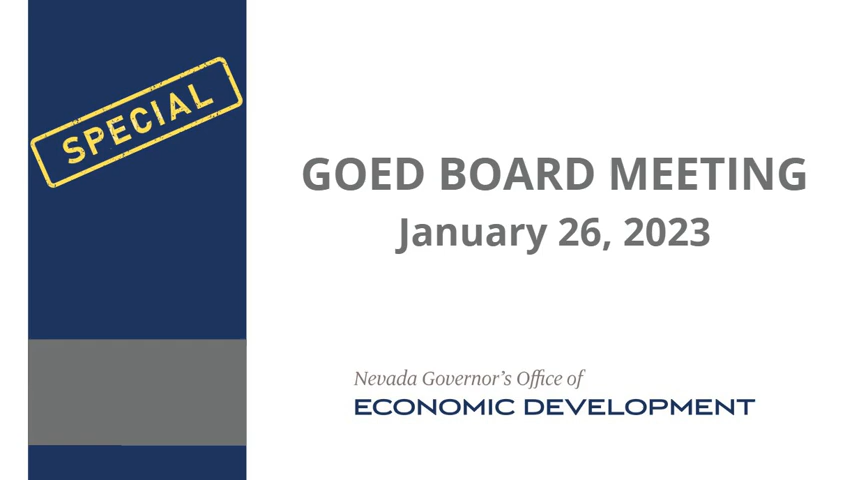 SPECIAL
GOED BOARD MEETING
January 26, 2023
Nevada Governor's Office of
ECONOMIC DEVELOPMENT